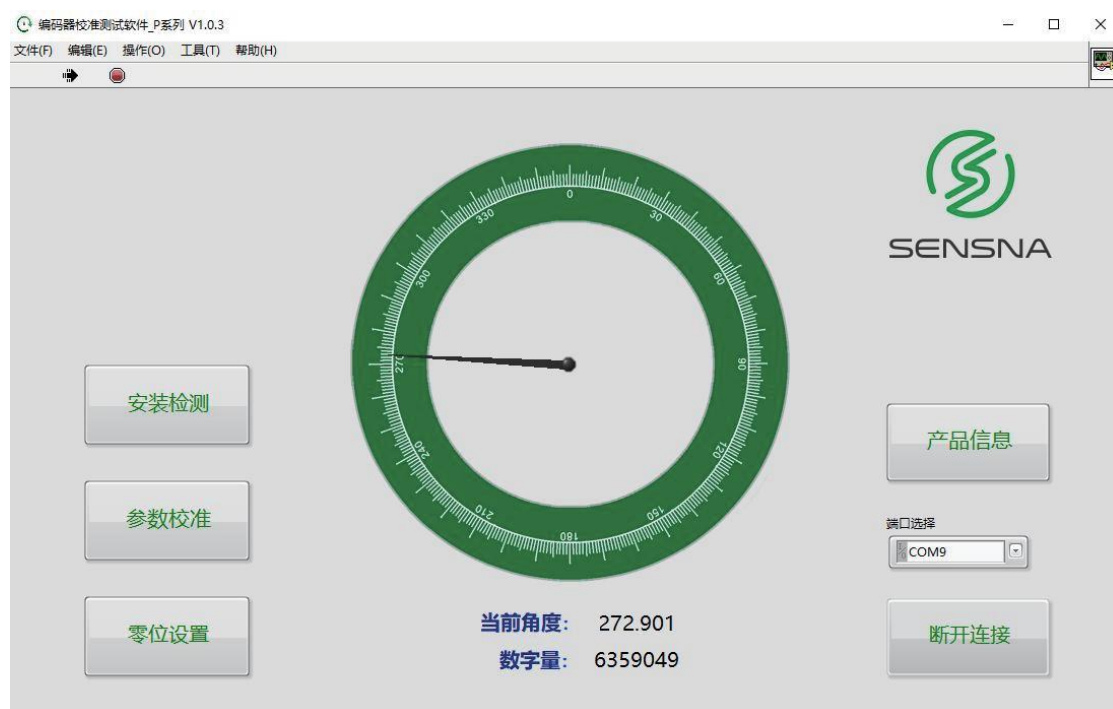 编码器校准测试软件_P系列 V1.0.3
文件(F) 编辑(E) 操作(O) 工具(T) 帮助(H)
SENSNA
0
30
60
90
120
150
180
210
240
270
300
330
安装检测
参数校准
零位设置
产品信息
端口选择
COM9
断开连接
当前角度: 272.901
数字量: 6359049